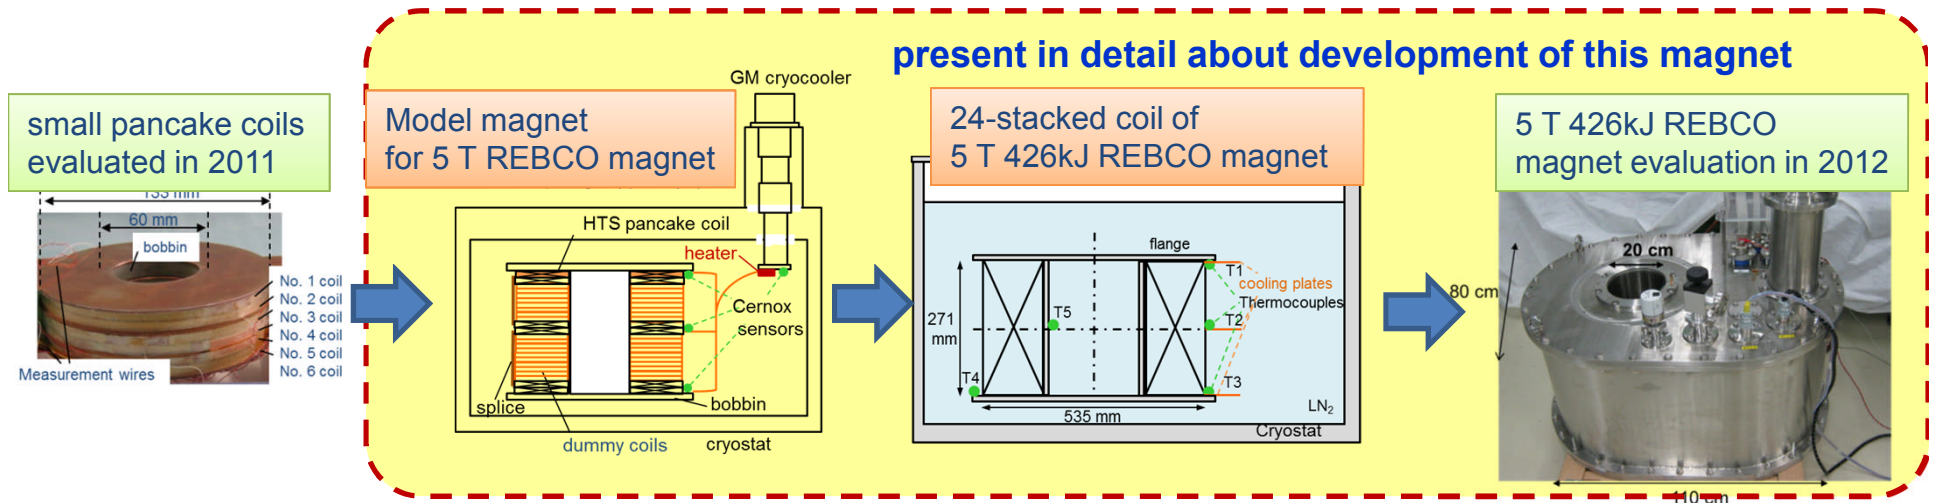 present in detail about development of this magnet
small pancake coils
evaluated in 2011
133 mm
60 mm
bobbin
No. 1 coil
No. 2 coil
No. 3 coil
No. 4 coil
No. 5 coil
No. 6 coil
Measurement wires
GM cryocooler
Model magnet
for 5 T REBCO magnet
HTS pancake coil
heater
Cernox
sensors
splice
bobbin
dummy coils
cryostat
24-stacked coil of
5 T 426kJ REBCO magnet
flange
T1
cooling plates
Thermocouples
T5
T2
271
mm
T4
T3
535 mm
LN2
Cryostat
5 T 426kJ REBCO
magnet evaluation in 2012
20 cm
80 cm
110 cm